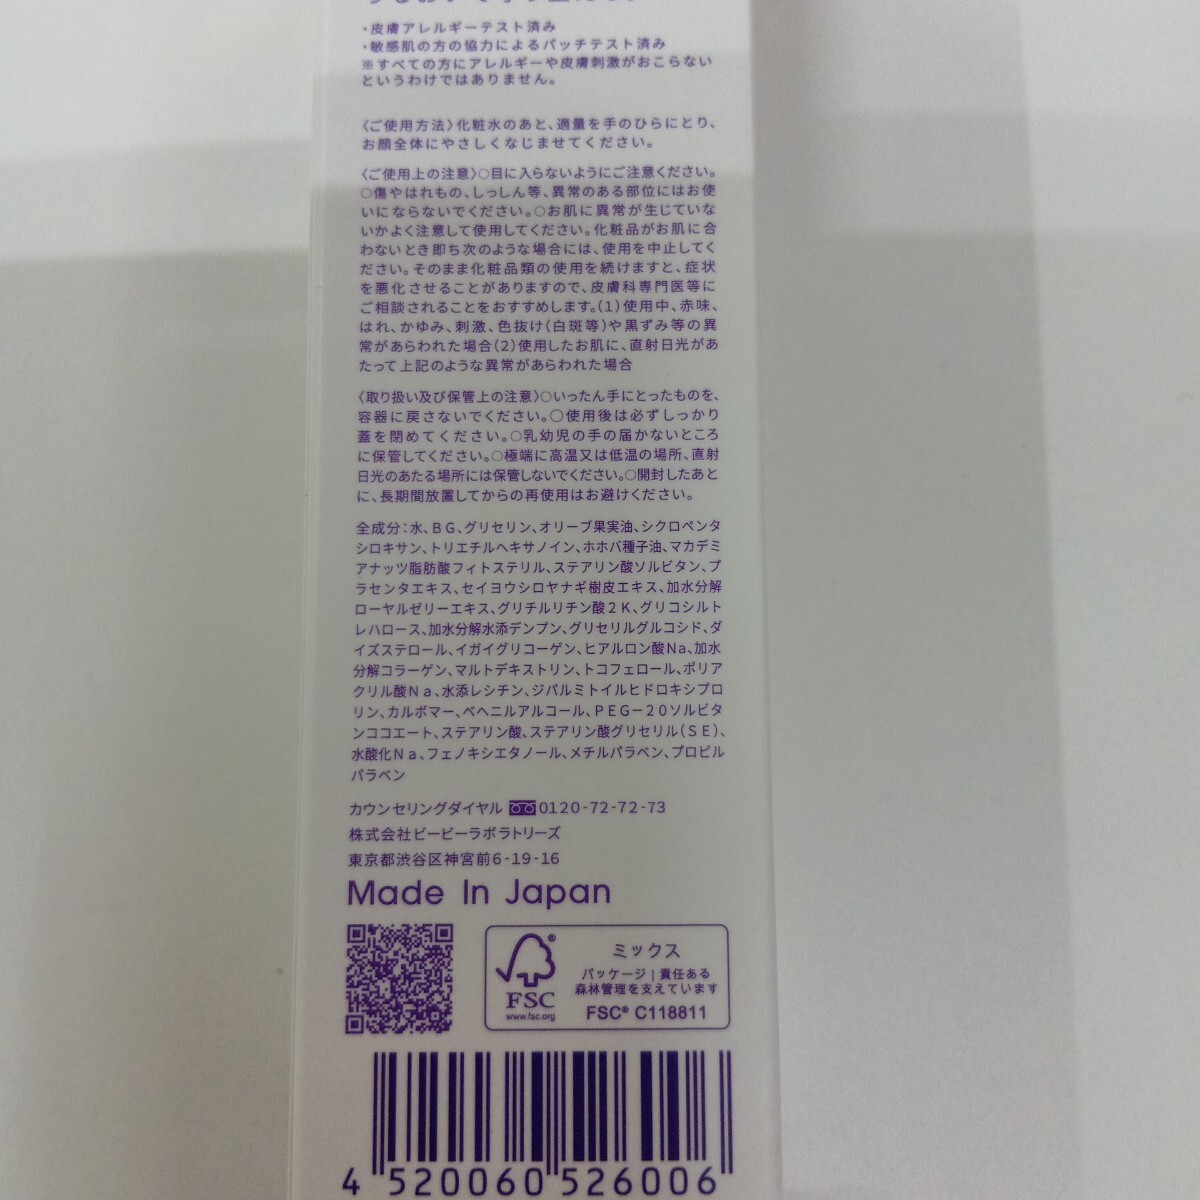 ・皮膚アレルギーテスト済み
・敏感肌の方の協力によるパッチテスト済み
※すべての方にアレルギーや皮膚刺激がおこらない
というわけではありません。
〈ご使用方法〉化粧水のあと、適量を手のひらにとり、
お顔全体にやさしくなじませてください。
〈ご使用上の注意〉○目に入らないようにご注意ください。
○傷やはれもの、しっしん等、異常のある部位にはお使
いにならないでください。○お肌に異常が生じていな
いかよく注意して使用してください。化粧品がお肌に合
わないとき即ち次のような場合には、使用を中止してく
ださい。そのまま化粧品類の使用を続けますと、症状
を悪化させることがありますので、皮膚科専門医等に
ご相談されることをおすすめします。(1)使用中、赤味、
はれ、かゆみ、刺激、色抜け(白斑等)や黒ずみ等の異
常があらわれた場合(2)使用したお肌に、直射日光があ
たって上記のような異常があらわれた場合
〈取り扱い及び保管上の注意〉○いったん手にとったものを、
容器に戻さないでください。○使用後は必ずしっかり
蓋を閉めてください。○乳幼児の手の届かないところ
に保管してください。○極端に高温又は低温の場所、直射
日光のあたる場所には保管しないでください。○開封したあと
に、長期間放置してからの再使用はお避けください。
全成分：水、BG、グリセリン、オリーブ果実油、シクロペンタ
シロキサン、トリエチルヘキサノイン、ホホバ種子油、マカデミ
アナッツ脂肪酸フィトステリル、ステアリン酸ソルビタン、プ
ラセンタエキス、セイヨウシロヤナギ樹皮エキス、加水分解
ローヤルゼリーエキス、グリチルリチン酸2K、グリコシルト
レハロース、加水分解水添デンプン、グリセリルグルコシド、ダ
イズステロール、イガイグリコーゲン、ヒアルロン酸Na、加水
分解コラーゲン、マルトデキストリン、トコフェロール、ポリア
クリル酸Na、水添レシチン、ジパルミトイルヒドロキシプロ
リン、カルボマー、ベヘニルアルコール、PEG-20ソルビタ
ンココエート、ステアリン酸、ステアリン酸グリセリル(SE)、
水酸化Na、フェノキシエタノール、メチルパラベン、プロピル
パラベン
カウンセリングダイヤル 0120-72-72-73
株式会社ビービーラボラトリーズ
東京都渋谷区神宮前6-19-16
Made In Japan
FSC®
www.fsc.org
ミックス
パッケージ｜責任ある
森林管理を支えています
FSC® C118811
4 520060 526006